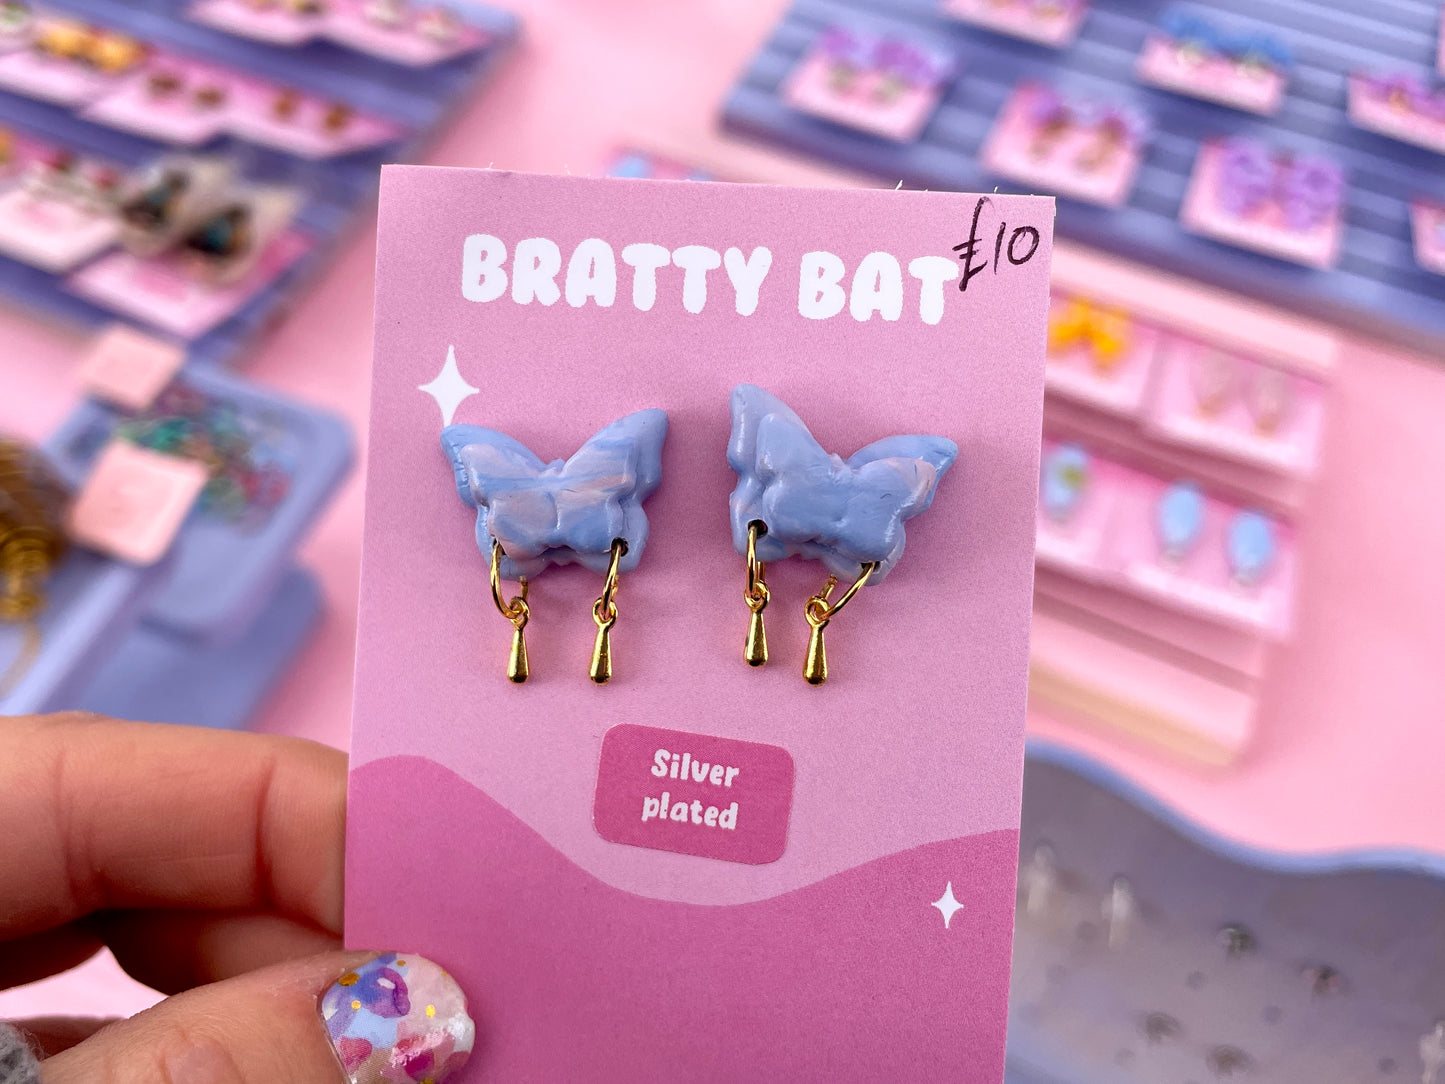 BRATTY BAT
£10
Silver
plated